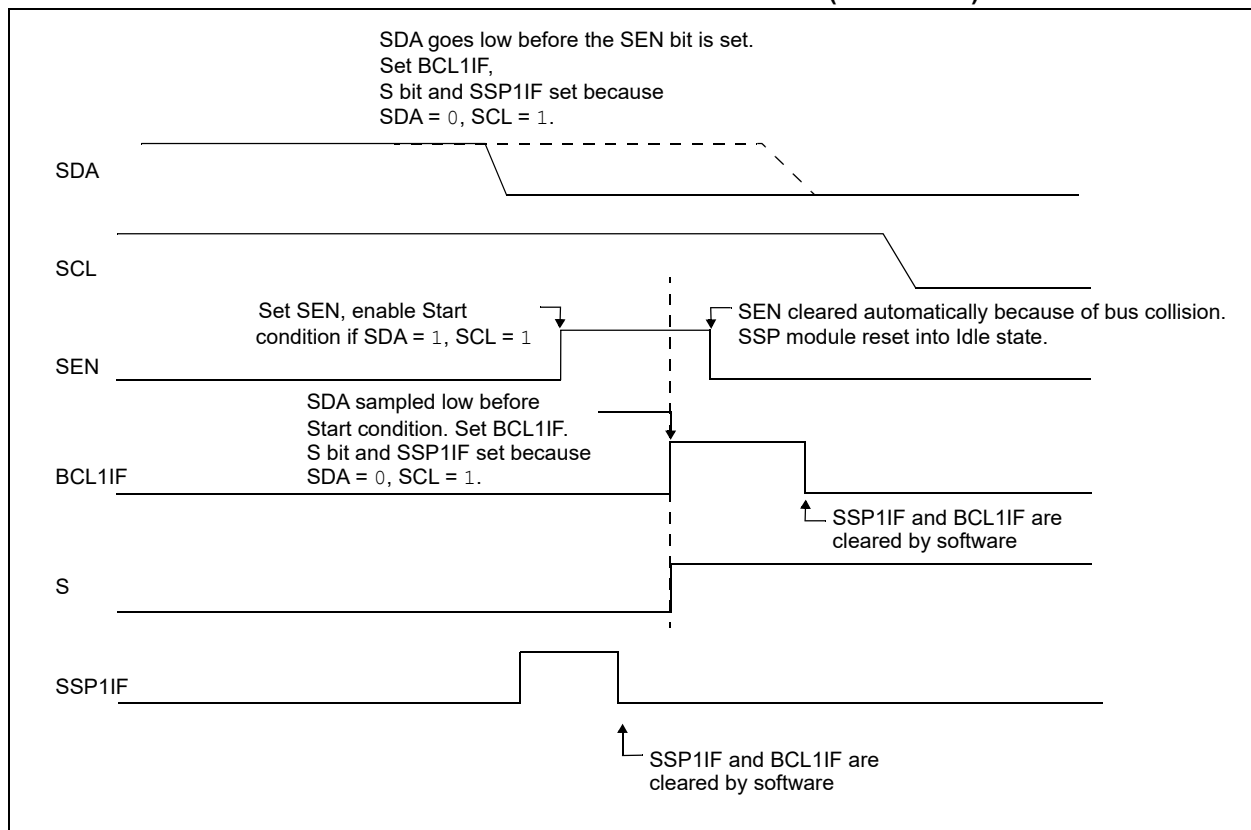 SDA goes low before the SEN bit is set.
Set BCL1IF,
S bit and SSP1IF set because
SDA = 0, SCL = 1.
SDA
SCL
Set SEN, enable Start
condition if SDA = 1, SCL = 1
SEN cleared automatically because of bus collision.
SSP module reset into Idle state.
SEN
SDA sampled low before
Start condition. Set BCL1IF.
S bit and SSP1IF set because
SDA = 0, SCL = 1.
BCL1IF
SSP1IF and BCL1IF are
cleared by software
S
SSP1IF
SSP1IF and BCL1IF are
cleared by software